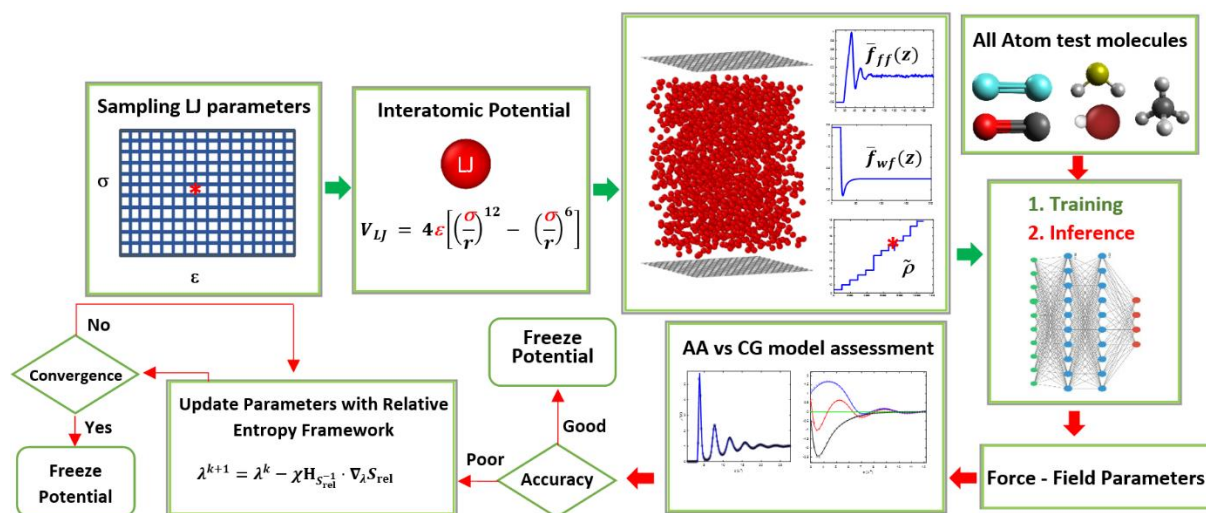 Sampling LJ parameters
σ
*
ε
Interatomic Potential
LJ
V_LJ = 4ε[(σ/r)^12 − (σ/r)^6]
f̄_ff(z)
f̄_wf(z)
*
ρ̃
All Atom test molecules
1. Training
2. Inference
Force - Field Parameters
AA vs CG model assessment
Accuracy
Good
Poor
Freeze
Potential
Update Parameters with Relative
Entropy Framework
λ^{k+1} = λ^k − χH_{S_rel^{-1}} · ∇_λ S_rel
No
Convergence
Yes
Freeze
Potential